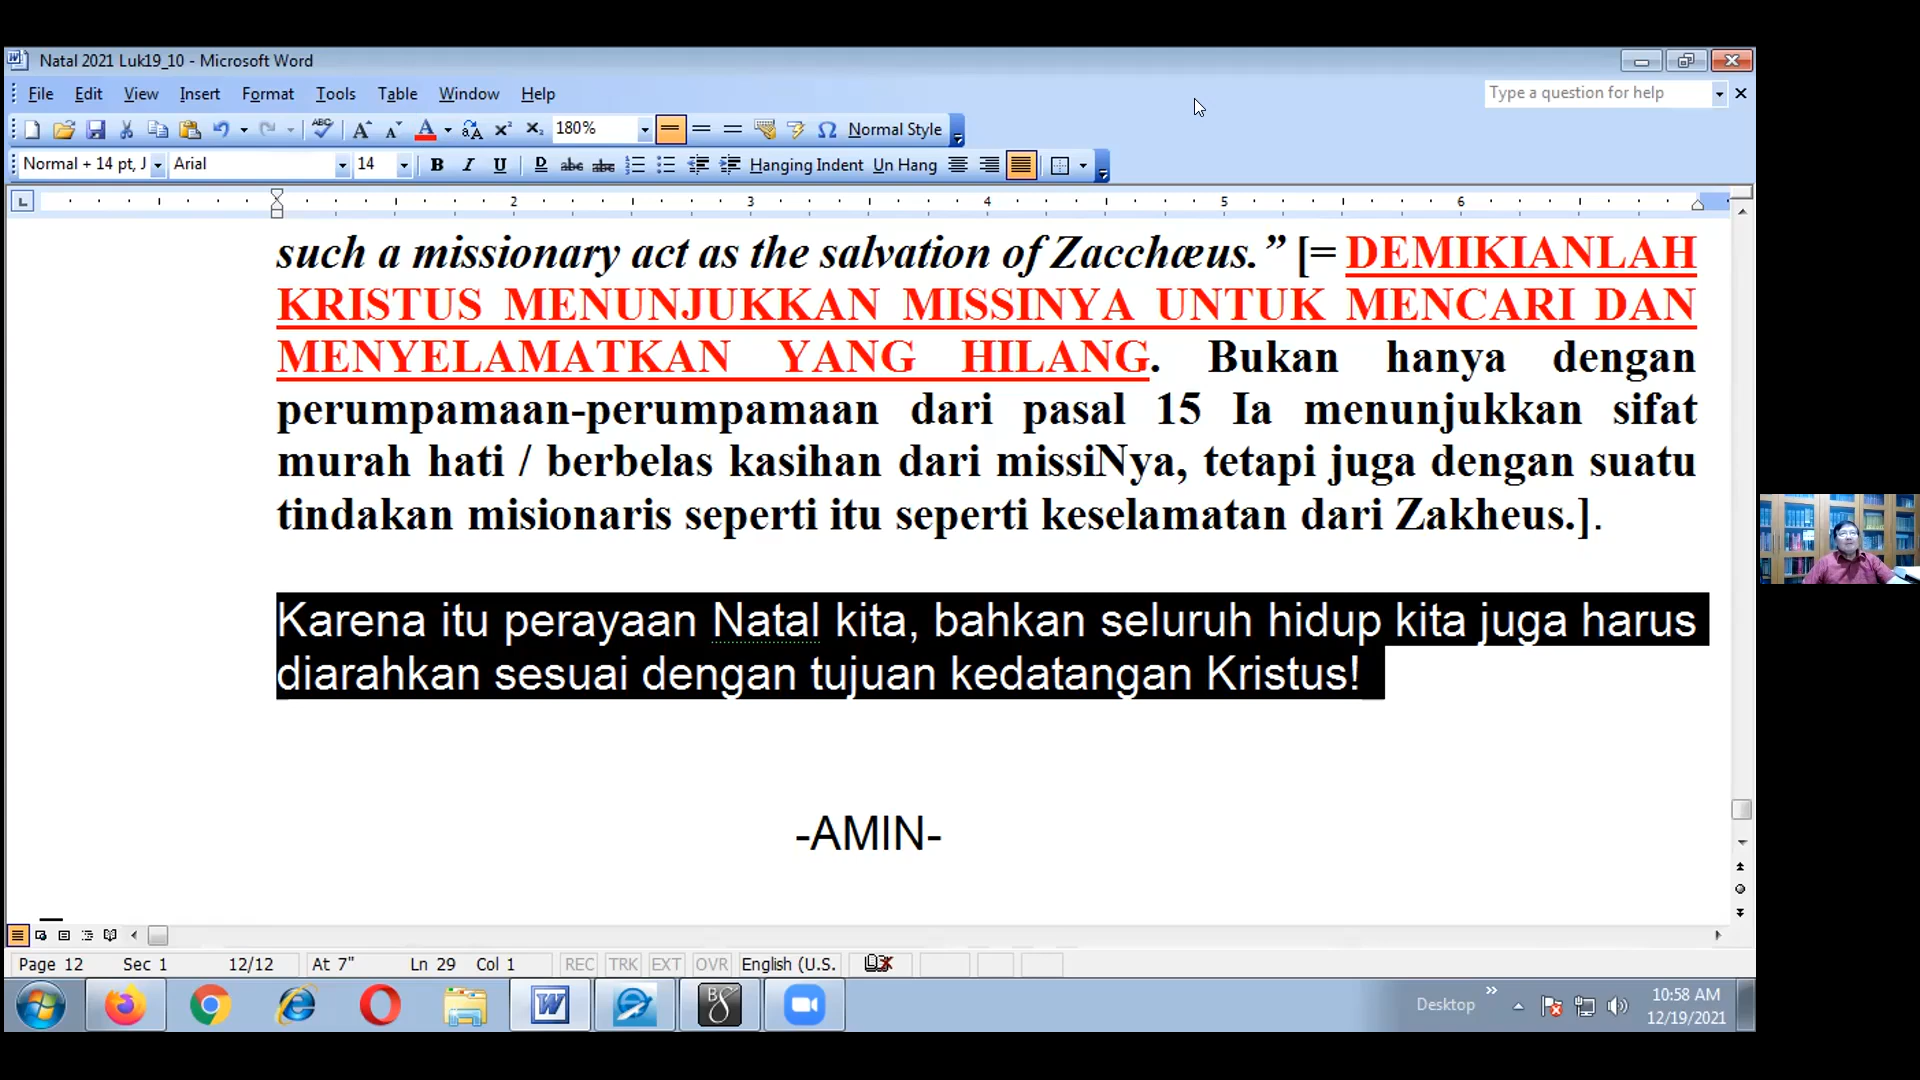 Natal 2021 Luk19_10 - Microsoft Word
File Edit View Insert Format Tools Table Window Help
Type a question for help
180% Normal Style
Normal + 14 pt, J Arial 14 B I U Hanging Indent Un Hang
2 3 4 5 6
such a missionary act as the salvation of Zacchæus.” [= DEMIKIANLAH
KRISTUS MENUNJUKKAN MISSINYA UNTUK MENCARI DAN
MENYELAMATKAN YANG HILANG. Bukan hanya dengan
perumpamaan-perumpamaan dari pasal 15 Ia menunjukkan sifat
murah hati / berbelas kasihan dari missiNya, tetapi juga dengan suatu
tindakan misionaris seperti itu seperti keselamatan dari Zakheus.].
Karena itu perayaan Natal kita, bahkan seluruh hidup kita juga harus
diarahkan sesuai dengan tujuan kedatangan Kristus!
-AMIN-
Page 12 Sec 1 12/12 At 7" Ln 29 Col 1 REC TRK EXT OVR English (U.S.
Desktop
10:58 AM
12/19/2021